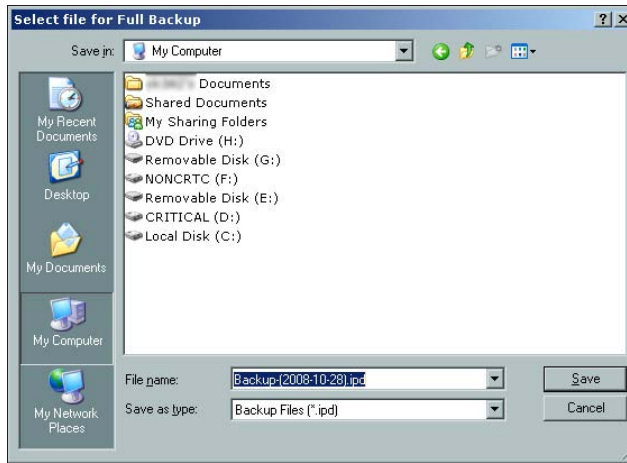 Select file for Full Backup
Save in:
My Computer
My Recent
Documents
Desktop
My Documents
My Computer
My Network
Places
Documents
Shared Documents
My Sharing Folders
DVD Drive (H:)
Removable Disk (G:)
NONCRTC (F:)
Removable Disk (E:)
CRITICAL (D:)
Local Disk (C:)
File name:
Backup-(2008-10-28).ipd
Save
Save as type:
Backup Files (*.ipd)
Cancel